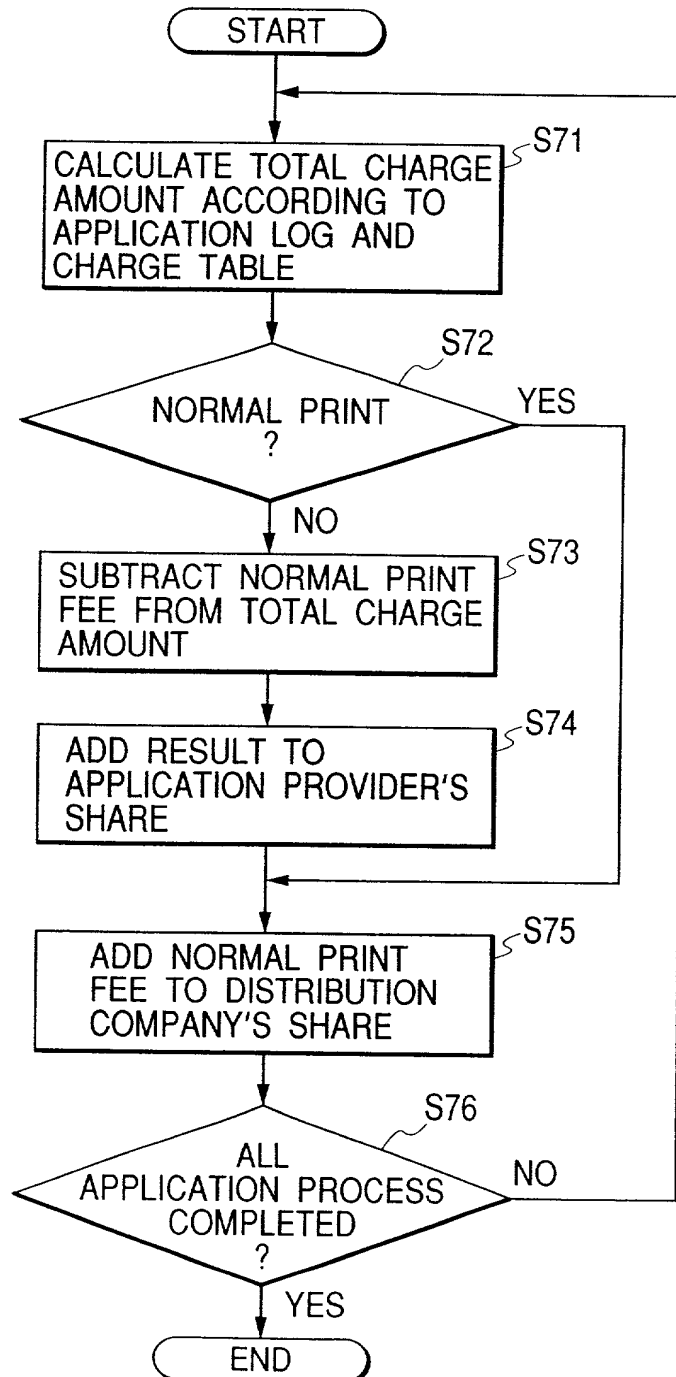 START
S71
CALCULATE TOTAL CHARGE
AMOUNT ACCORDING TO
APPLICATION LOG AND
CHARGE TABLE
S72
NORMAL PRINT
?
YES
NO
S73
SUBTRACT NORMAL PRINT
FEE FROM TOTAL CHARGE
AMOUNT
S74
ADD RESULT TO
APPLICATION PROVIDER'S
SHARE
S75
ADD NORMAL PRINT
FEE TO DISTRIBUTION
COMPANY'S SHARE
S76
ALL
APPLICATION PROCESS
COMPLETED
?
NO
YES
END